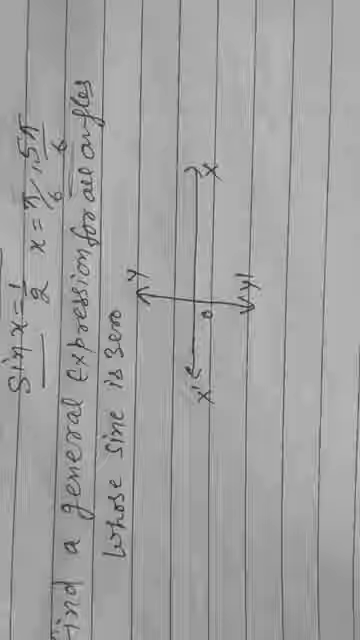 Sin x = 1/2 x = π/6, 5π/6
Find a general expression for all angles
whose sine is zero
Y
X' O X
Y'